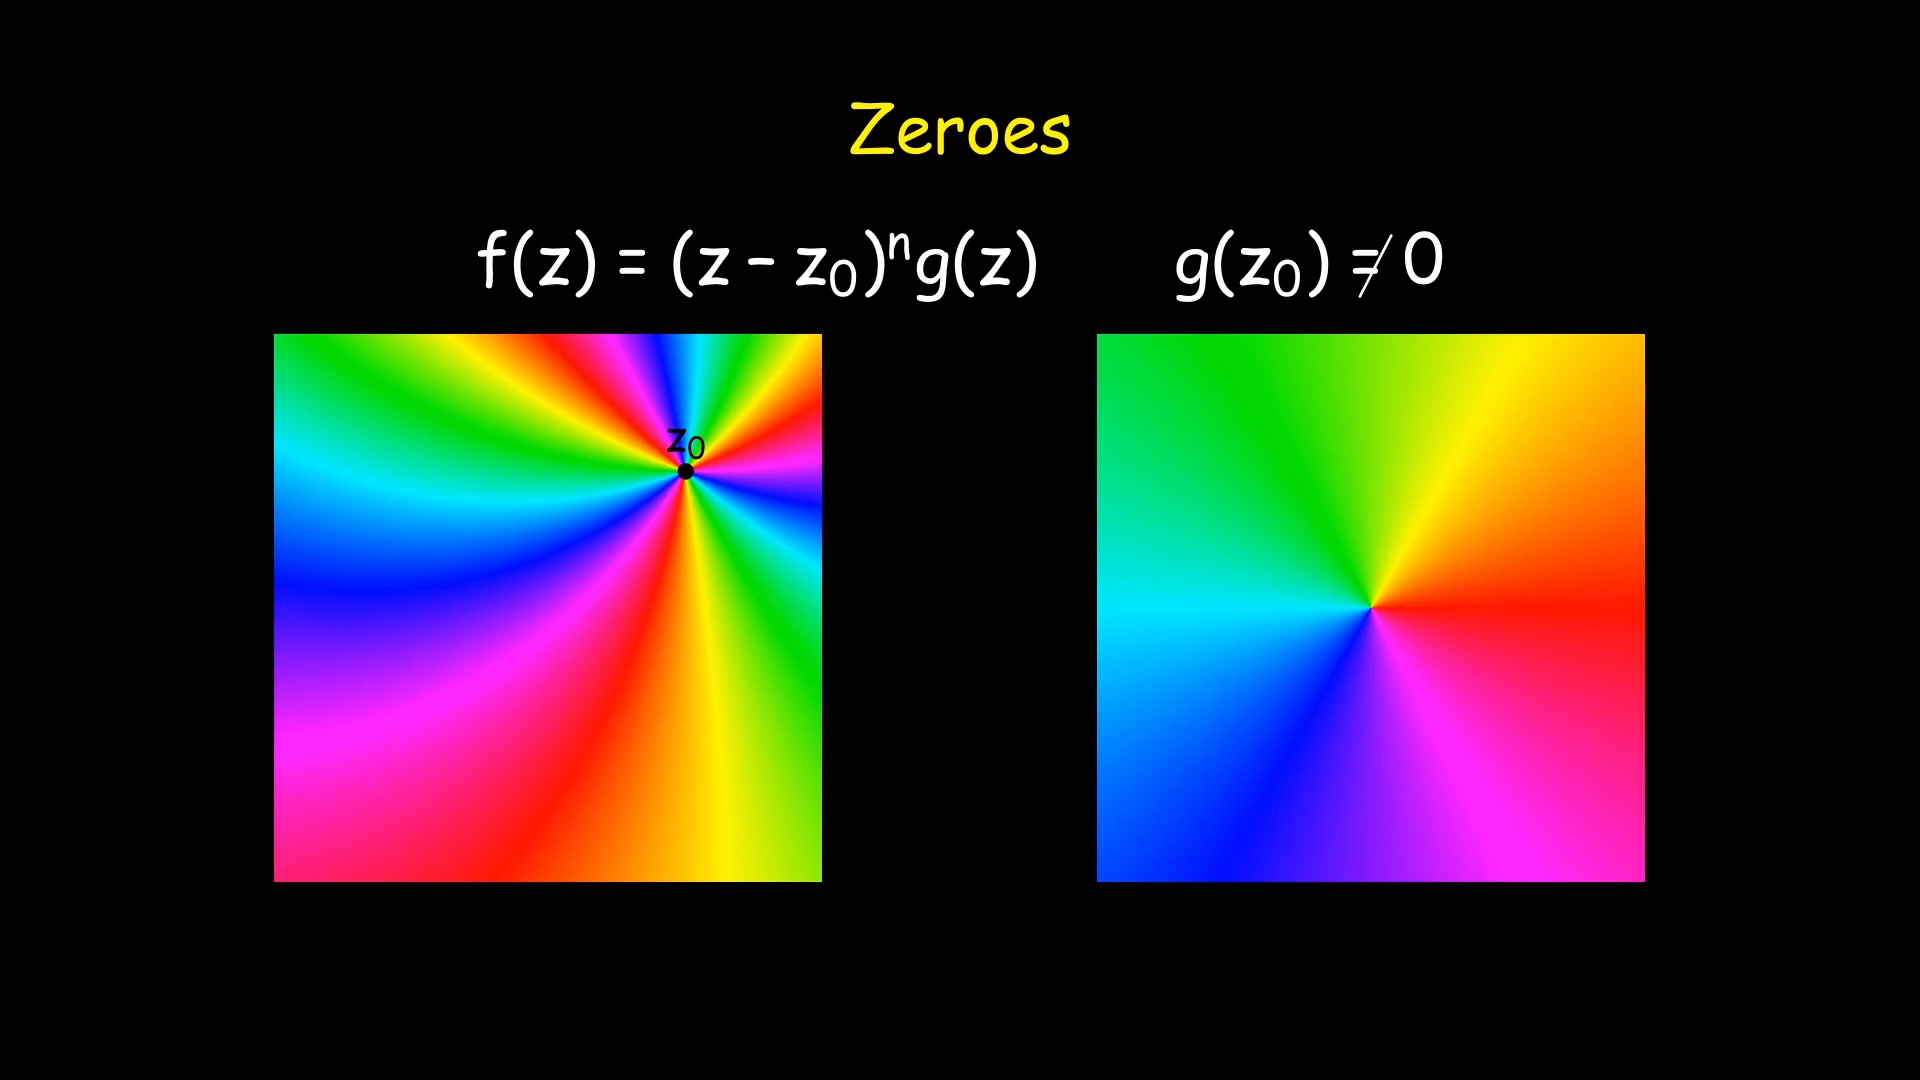 Zeroes
f(z) = (z - z₀)ⁿg(z) g(z₀) ≠ 0
z₀